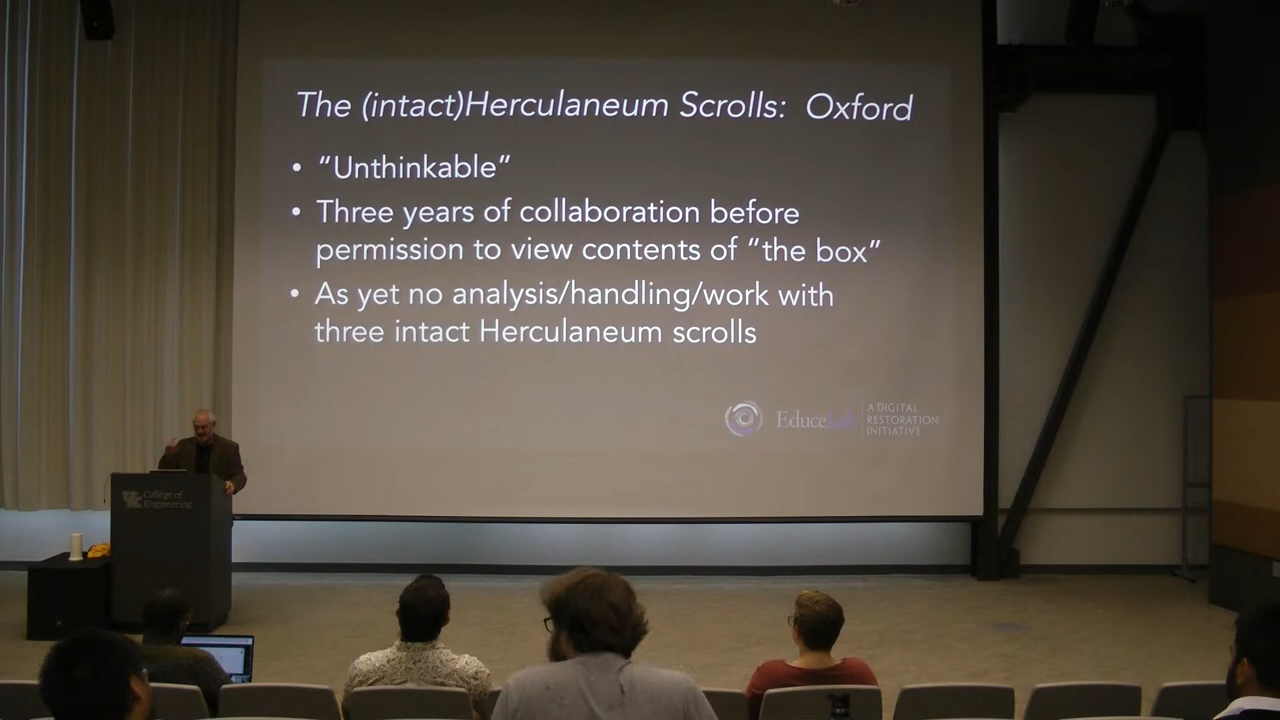 The (intact)Herculaneum Scrolls: Oxford
• “Unthinkable”
• Three years of collaboration before
permission to view contents of “the box”
• As yet no analysis/handling/work with
three intact Herculaneum scrolls
EduceLab
A DIGITAL
RESTORATION
INITIATIVE
UK College of
Engineering